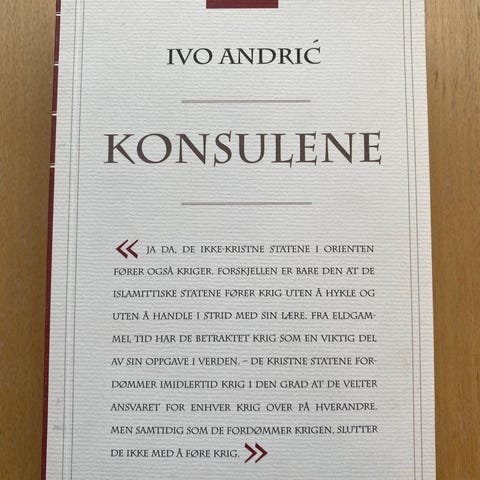 IVO ANDRIĆ
KONSULENE
« JA DA, DE IKKE-KRISTNE STATENE I ORIENTEN
FØRER OGSÅ KRIGER. FORSKJELLEN ER BARE DEN AT DE
ISLAMITTISKE STATENE FØRER KRIG UTEN Å HYKLE OG
UTEN Å HANDLE I STRID MED SIN LÆRE. FRA ELDGAM-
MEL TID HAR DE BETRAKTET KRIG SOM EN VIKTIG DEL
AV SIN OPPGAVE I VERDEN. – DE KRISTNE STATENE FOR-
DØMMER IMIDLERTID KRIG I DEN GRAD AT DE VELTER
ANSVARET FOR ENHVER KRIG OVER PÅ HVERANDRE.
MEN SAMTIDIG SOM DE FORDØMMER KRIGEN, SLUTTER
DE IKKE MED Å FØRE KRIG. »